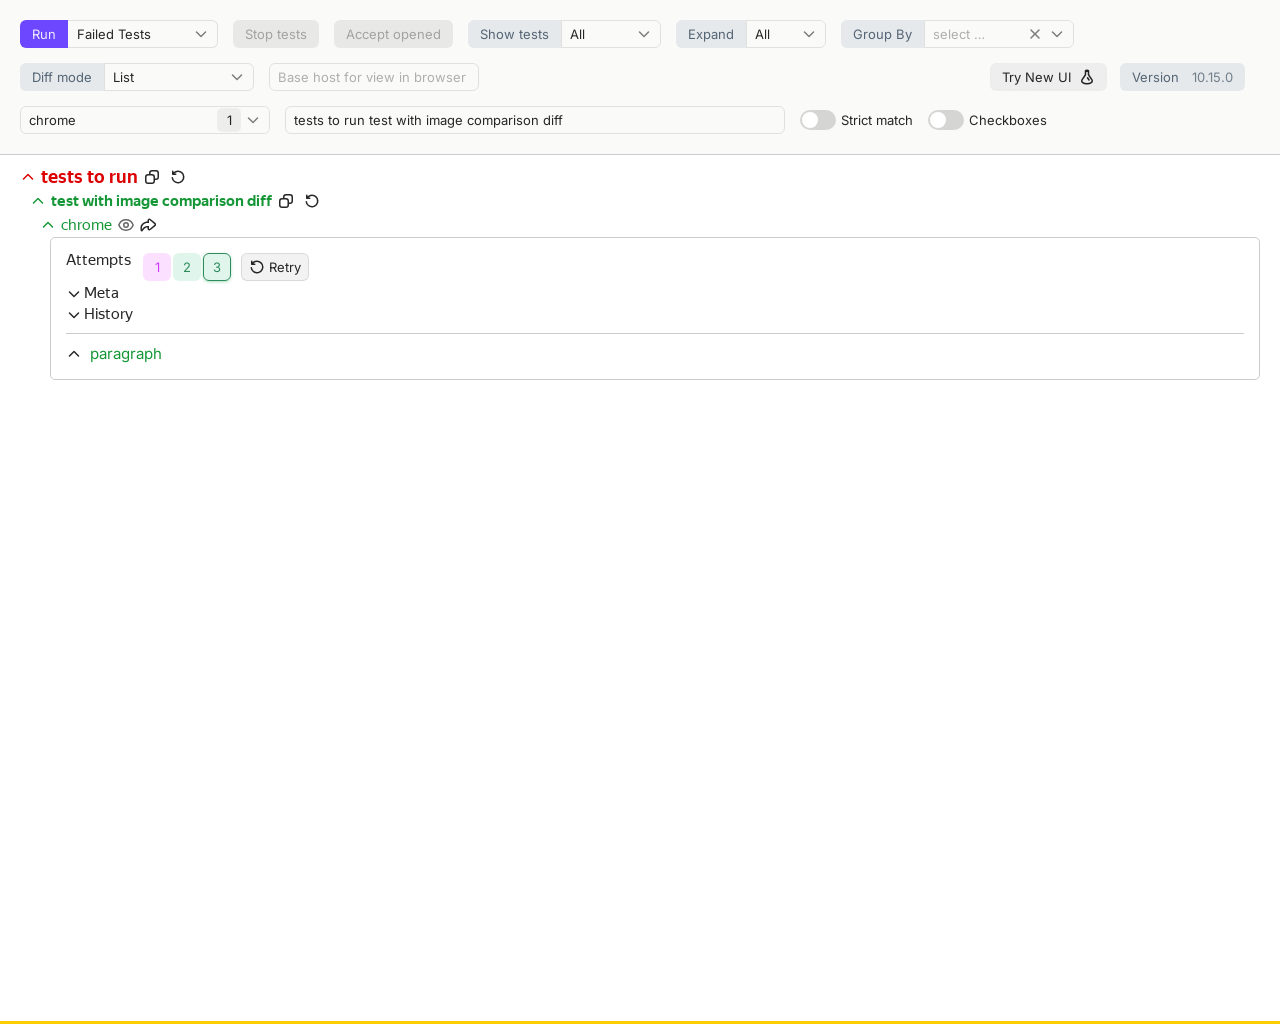 Run Failed Tests Stop tests Accept opened Show tests All Expand All Group By select ...
Diff mode List Base host for view in browser Try New UI Version 10.15.0
chrome 1 tests to run test with image comparison diff Strict match Checkboxes
tests to run
test with image comparison diff
chrome
Attempts 1 2 3 Retry
Meta
History
paragraph